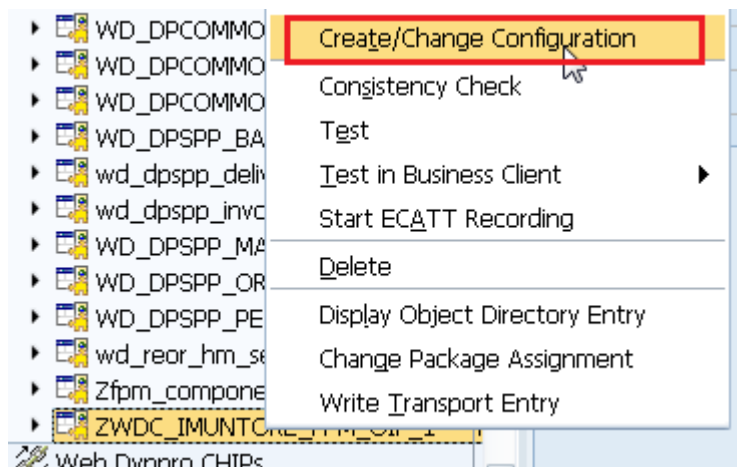 WD_DPCOMMO
WD_DPCOMMO
WD_DPCOMMO
WD_DPSPP_BA
wd_dpspp_deliv
wd_dpspp_invo
WD_DPSPP_MA
WD_DPSPP_OR
WD_DPSPP_PE
wd_reor_hm_se
Zfpm_compone
ZWDC_IMUNTORE_FPM_OIF_1
Web Dynpro CHIPs
Create/Change Configuration
Consistency Check
Test
Test in Business Client
Start ECATT Recording
Delete
Display Object Directory Entry
Change Package Assignment
Write Transport Entry